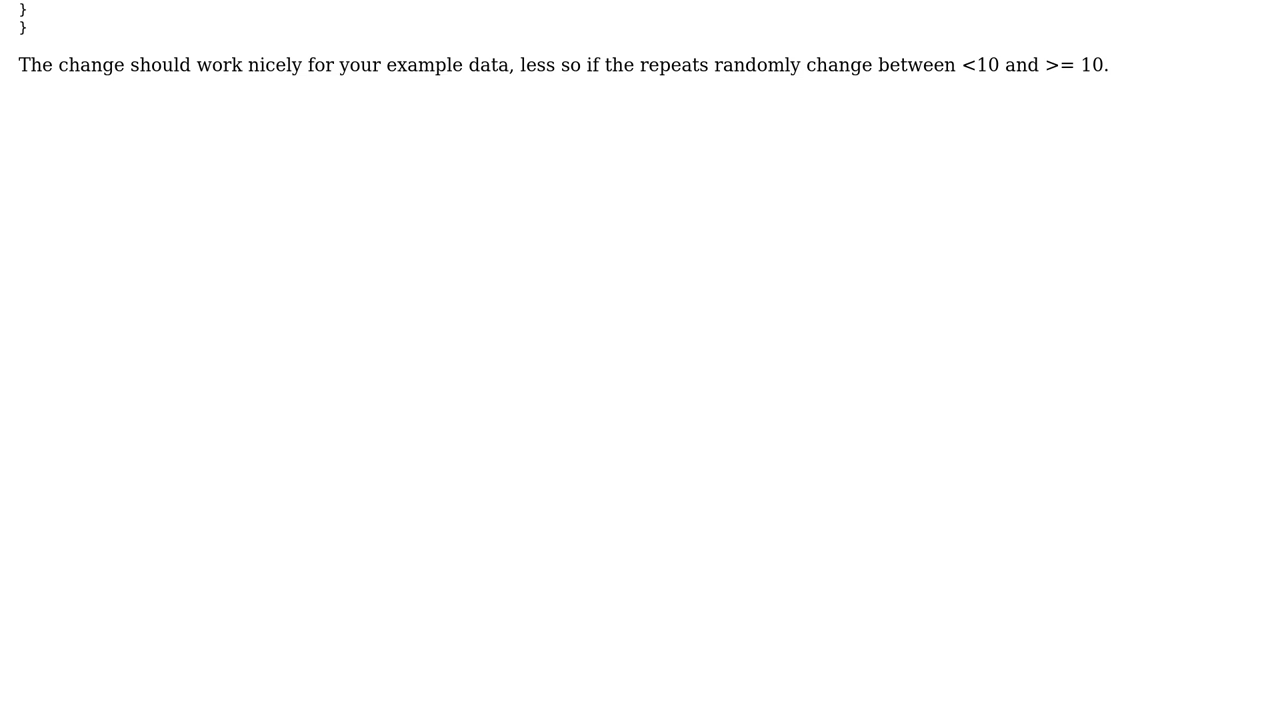 }
}
The change should work nicely for your example data, less so if the repeats randomly change between <10 and >= 10.